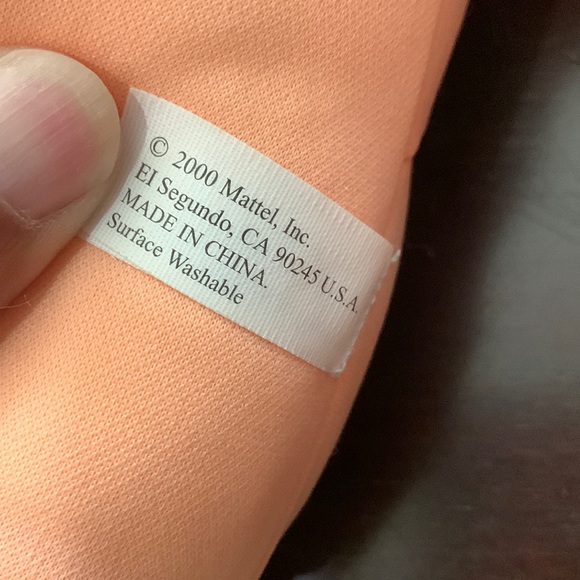 © 2000 Mattel, Inc.
El Segundo, CA 90245 U.S.A.
MADE IN CHINA.
Surface Washable